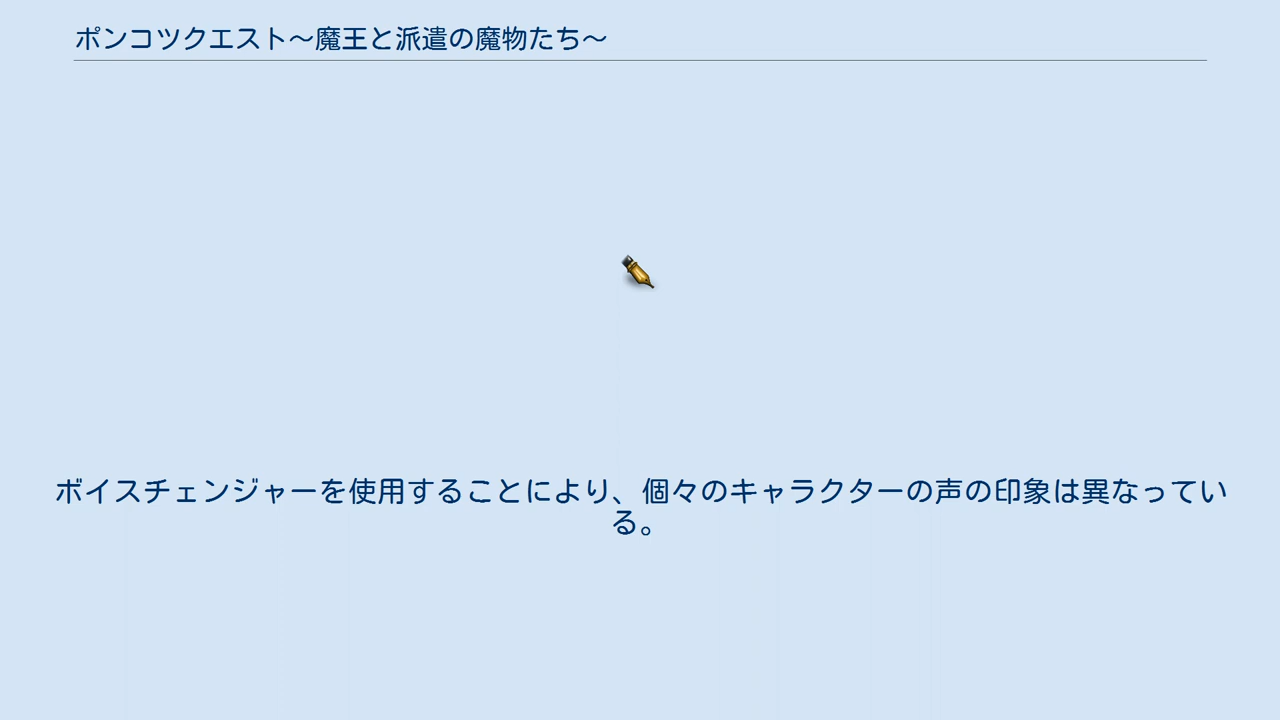 ポンコツクエスト〜魔王と派遣の魔物たち〜
ボイスチェンジャーを使用することにより、個々のキャラクターの声の印象は異なってい
る。